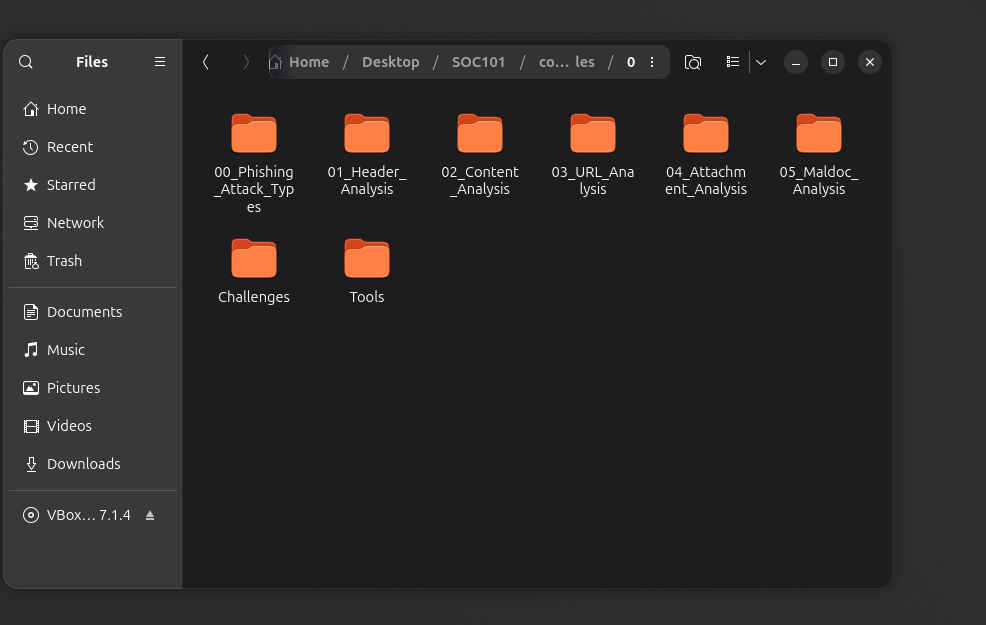 Files
Home / Desktop / SOC101 / co... les / 0
Home
Recent
Starred
Network
Trash
Documents
Music
Pictures
Videos
Downloads
VBox... 7.1.4
00_Phishing
_Attack_Typ
es
01_Header_
Analysis
02_Content
_Analysis
03_URL_Ana
lysis
04_Attachm
ent_Analysis
05_Maldoc_
Analysis
Challenges
Tools